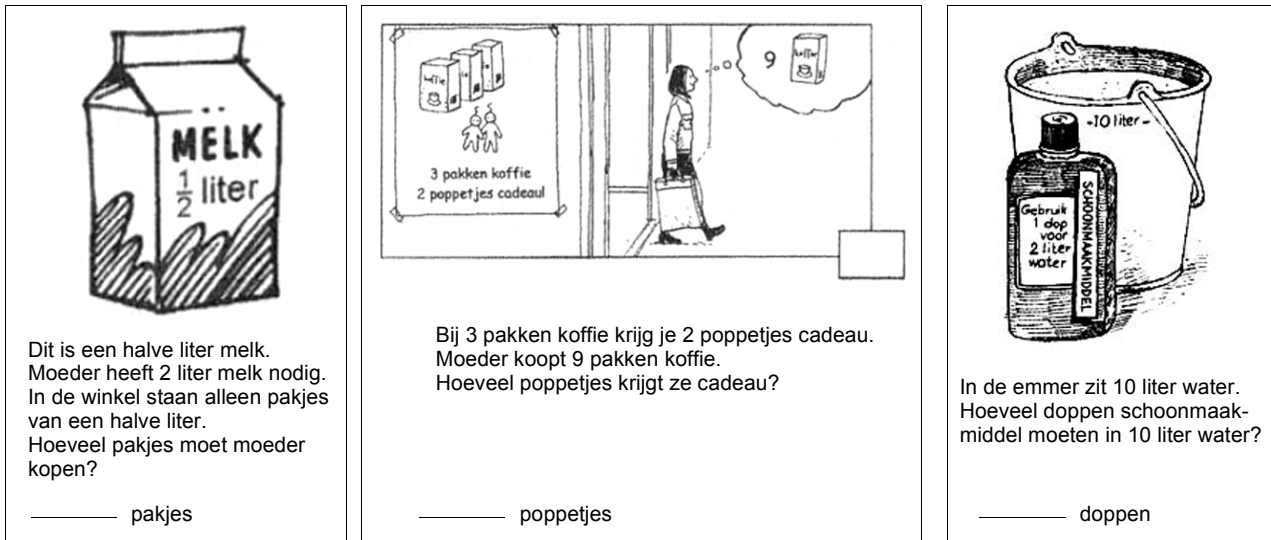 MELK
1/2 liter
Dit is een halve liter melk.
Moeder heeft 2 liter melk nodig.
In de winkel staan alleen pakjes
van een halve liter.
Hoeveel pakjes moet moeder
kopen?
________ pakjes
koffie
3 pakken koffie
2 poppetjes cadeau!
9
koffie
Bij 3 pakken koffie krijg je 2 poppetjes cadeau.
Moeder koopt 9 pakken koffie.
Hoeveel poppetjes krijgt ze cadeau?
________ poppetjes
-10 liter-
Gebruik
1 dop
voor
2 liter
water
SCHOONMAAKMIDDEL
In de emmer zit 10 liter water.
Hoeveel doppen schoonmaak-
middel moeten in 10 liter water?
________ doppen